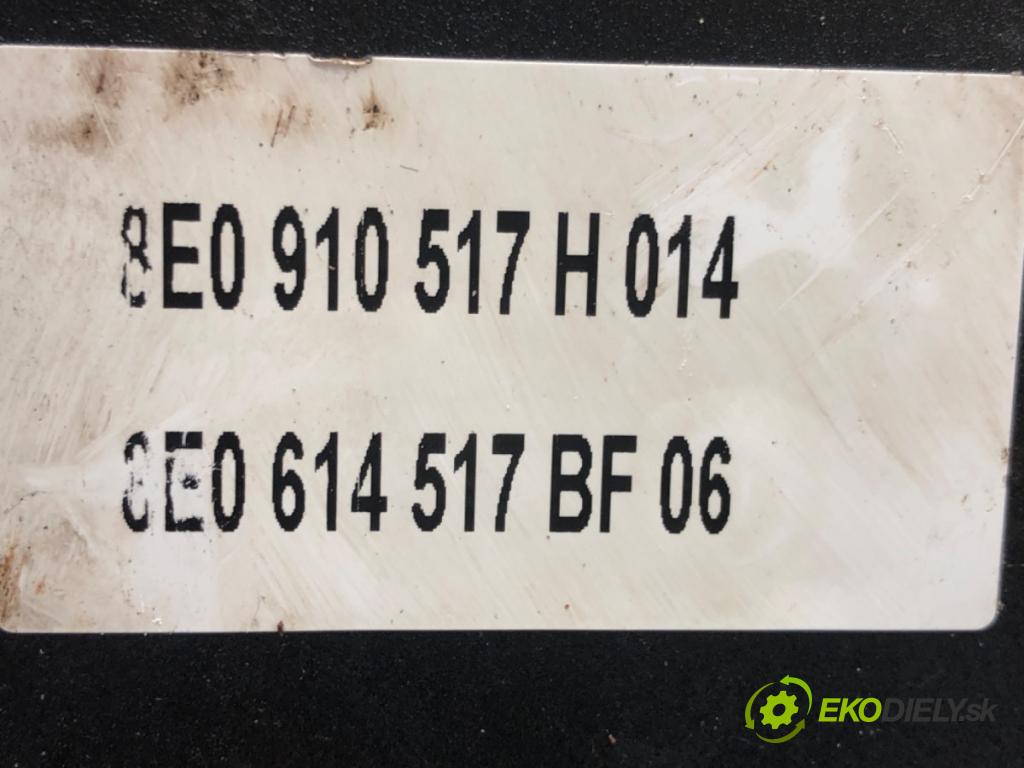 8E0 910 517 H 014
8E0 614 517 BF 06
EKODIELY.sk